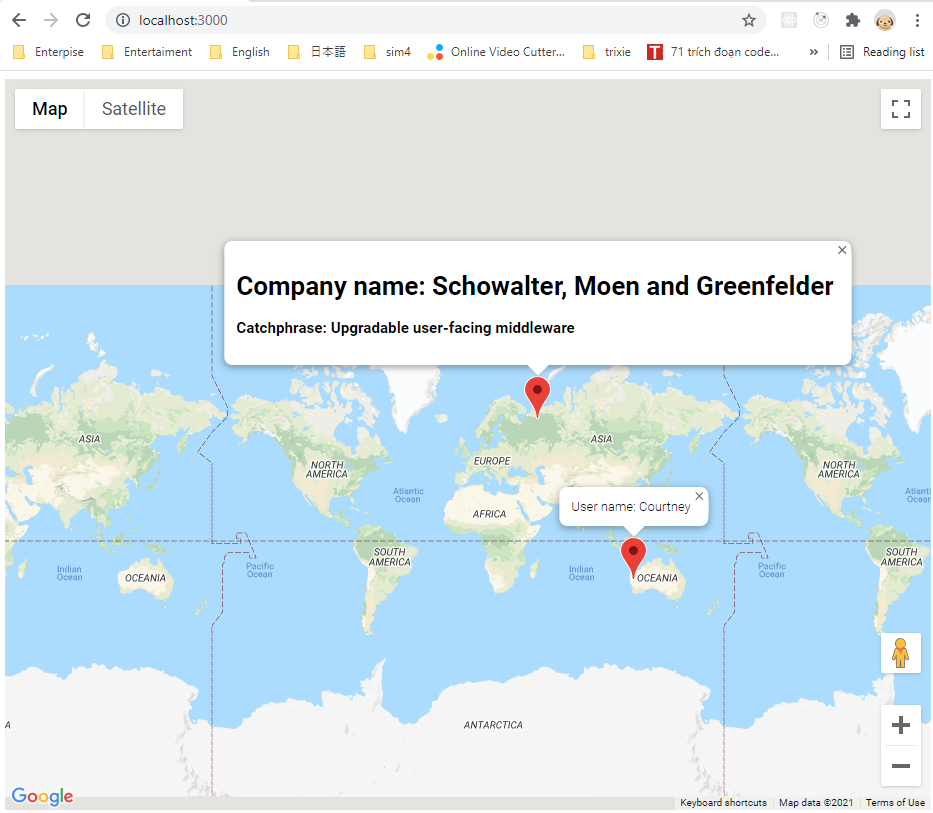 localhost:3000
Enterpise Entertaiment English 日本語 sim4 Online Video Cutter... trixie T 71 trích đoạn code... » Reading list
Map Satellite
Company name: Schowalter, Moen and Greenfelder
Catchphrase: Upgradable user-facing middleware
ASIA
EUROPE
ASIA
NORTH
AMERICA
NORTH
AMERICA
Atlantic
Ocean
Atlanti
Ocean
AFRICA
User name: Courtney
SOUTH
AMERICA
SOUTH
AMERICA
Indian
Ocean
OCEANIA
Pacific
Ocean
Indian
Ocean
OCEANIA
Pacific
Ocean
A
ANTARCTICA
Google
Keyboard shortcuts Map data ©2021 Terms of Use